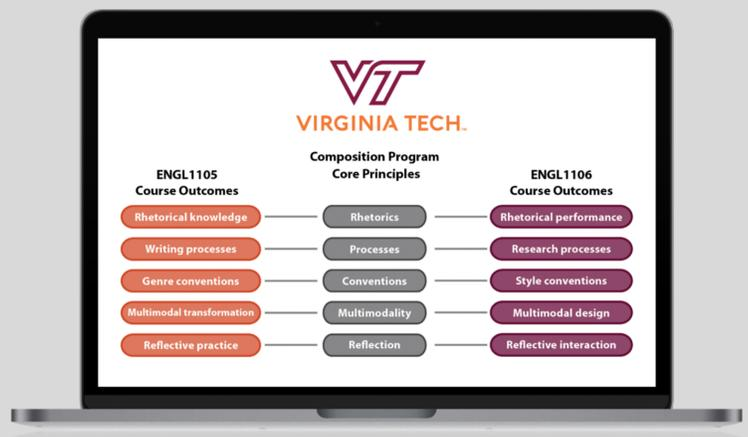 VT
VIRGINIA TECH™
Composition Program
Core Principles
ENGL1105
Course Outcomes
ENGL1106
Course Outcomes
Rhetorical knowledge
Rhetorics
Rhetorical performance
Writing processes
Processes
Research processes
Genre conventions
Conventions
Style conventions
Multimodal transformation
Multimodality
Multimodal design
Reflective practice
Reflection
Reflective interaction